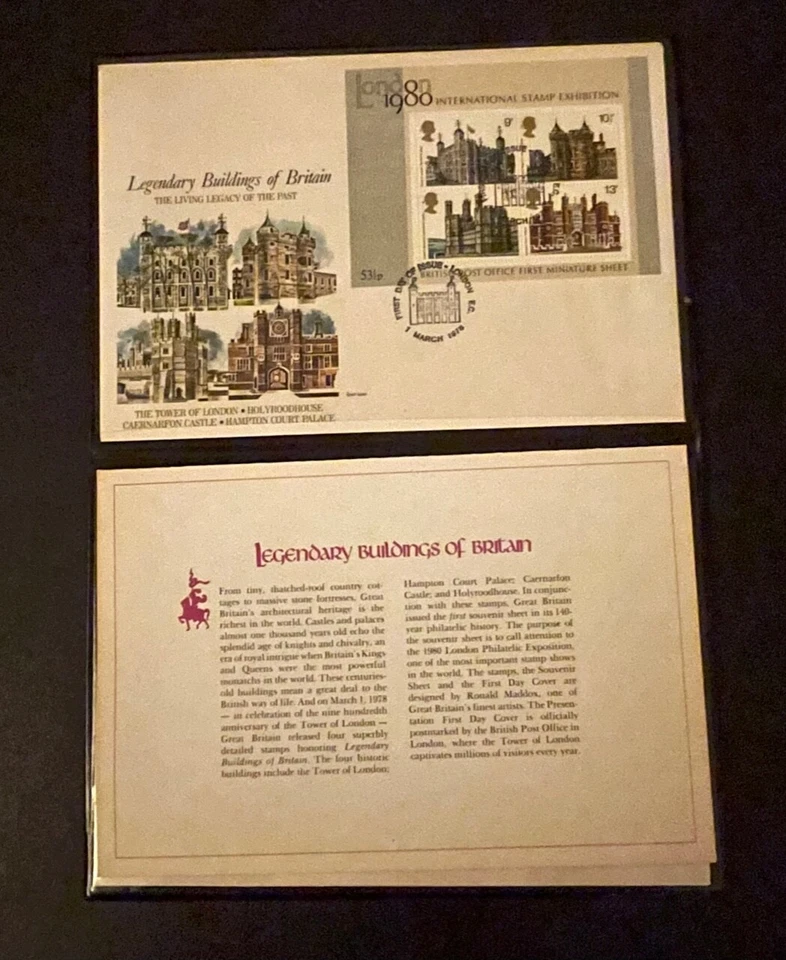 London
1980 INTERNATIONAL STAMP EXHIBITION
9p
10½p
13p
53½p
BRITISH POST OFFICE FIRST MINIATURE SHEET
FIRST DAY OF ISSUE • LONDON E.C.
1 MARCH 1978
Legendary Buildings of Britain
THE LIVING LEGACY OF THE PAST
THE TOWER OF LONDON • HOLYROODHOUSE
CAERNARFON CASTLE • HAMPTON COURT PALACE
Legendary Buildings of Britain
From tiny, thatched-roof country cot-
tages to massive stone fortresses, Great
Britain's architectural heritage is the
richest in the world. Castles and palaces
almost one thousand years old echo the
splendid age of knights and chivalry, an
era of royal intrigue when Britain's Kings
and Queens were the most powerful
monarchs in the world. These centuries-
old buildings mean a great deal to the
British way of life. And on March 1, 1978
— in celebration of the nine hundredth
anniversary of the Tower of London —
Great Britain released four superbly
detailed stamps honoring Legendary
Buildings of Britain. The four historic
buildings include the Tower of London;
Hampton Court Palace; Caernarfon
Castle; and Holyroodhouse. In conjunc-
tion with these stamps, Great Britain
issued the first souvenir sheet in its 140-
year philatelic history. The purpose of
the souvenir sheet is to call attention to
the 1980 London Philatelic Exposition,
one of the most important stamp shows
in the world. The stamps, the Souvenir
Sheet and the First Day Cover are
designed by Ronald Maddox, one of
Great Britain's finest artists. The Presen-
tation First Day Cover is officially
postmarked by the British Post Office in
London, where the Tower of London
captivates millions of visitors every year.